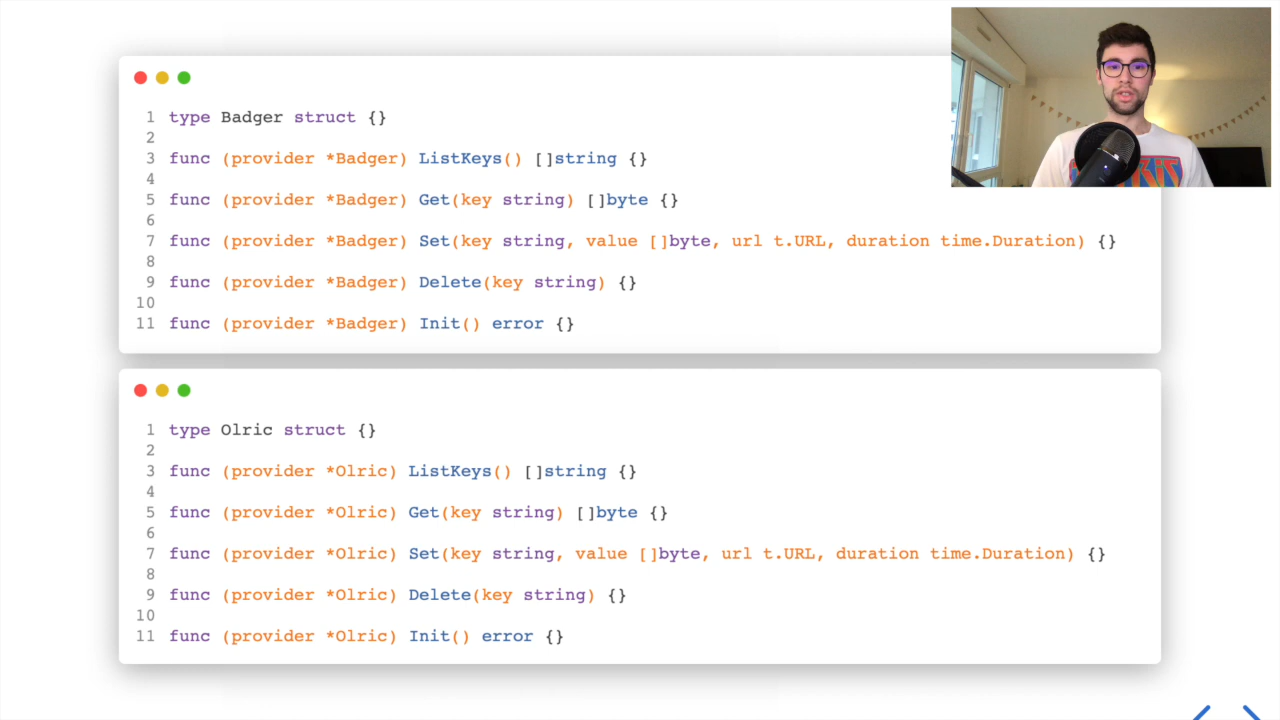 1 type Badger struct {}
2
3 func (provider *Badger) ListKeys() []string {}
4
5 func (provider *Badger) Get(key string) []byte {}
6
7 func (provider *Badger) Set(key string, value []byte, url t.URL, duration time.Duration) {}
8
9 func (provider *Badger) Delete(key string) {}
10
11 func (provider *Badger) Init() error {}
1 type Olric struct {}
2
3 func (provider *Olric) ListKeys() []string {}
4
5 func (provider *Olric) Get(key string) []byte {}
6
7 func (provider *Olric) Set(key string, value []byte, url t.URL, duration time.Duration) {}
8
9 func (provider *Olric) Delete(key string) {}
10
11 func (provider *Olric) Init() error {}